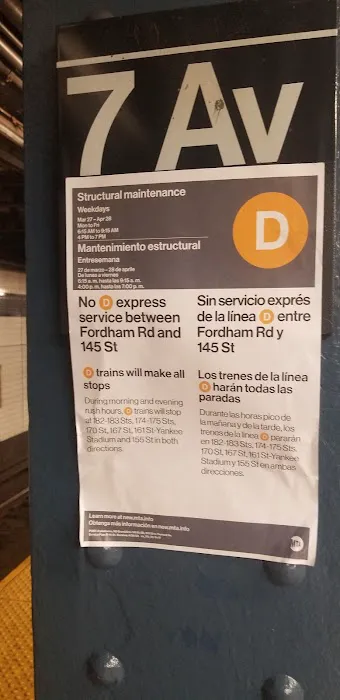 7 Av
Structural maintenance
Weekdays
Mar 27 – Apr 28
Mon to Fri
6:15 AM to 9:15 AM
4 PM to 7 PM
D
Mantenimiento estructural
Entresemana
27 de marzo – 28 de aprile
De lunes a viernes
6:15 a. m. hasta las 9:15 a. m.
4:00 p. m. hasta las 7:00 p. m.
No D express
service between
Fordham Rd and
145 St
D trains will make all
stops
During morning and evening
rush hours, D trains will stop
at 182-183 Sts, 174-175 Sts,
170 St, 167 St, 161 St-Yankee
Stadium and 155 St in both
directions.
Sin servicio exprés
de la línea D entre
Fordham Rd y
145 St
Los trenes de la línea
D harán todas las
paradas
Durante las horas pico de
la mañana y de la tarde, los
trenes de la línea D pararán
en 182-183 Sts, 174-175 Sts,
170 St, 167 St, 161 St-Yankee
Stadium y 155 St en ambas
direcciones.
Learn more at new.mta.info
Obtenga más información en new.mta.info